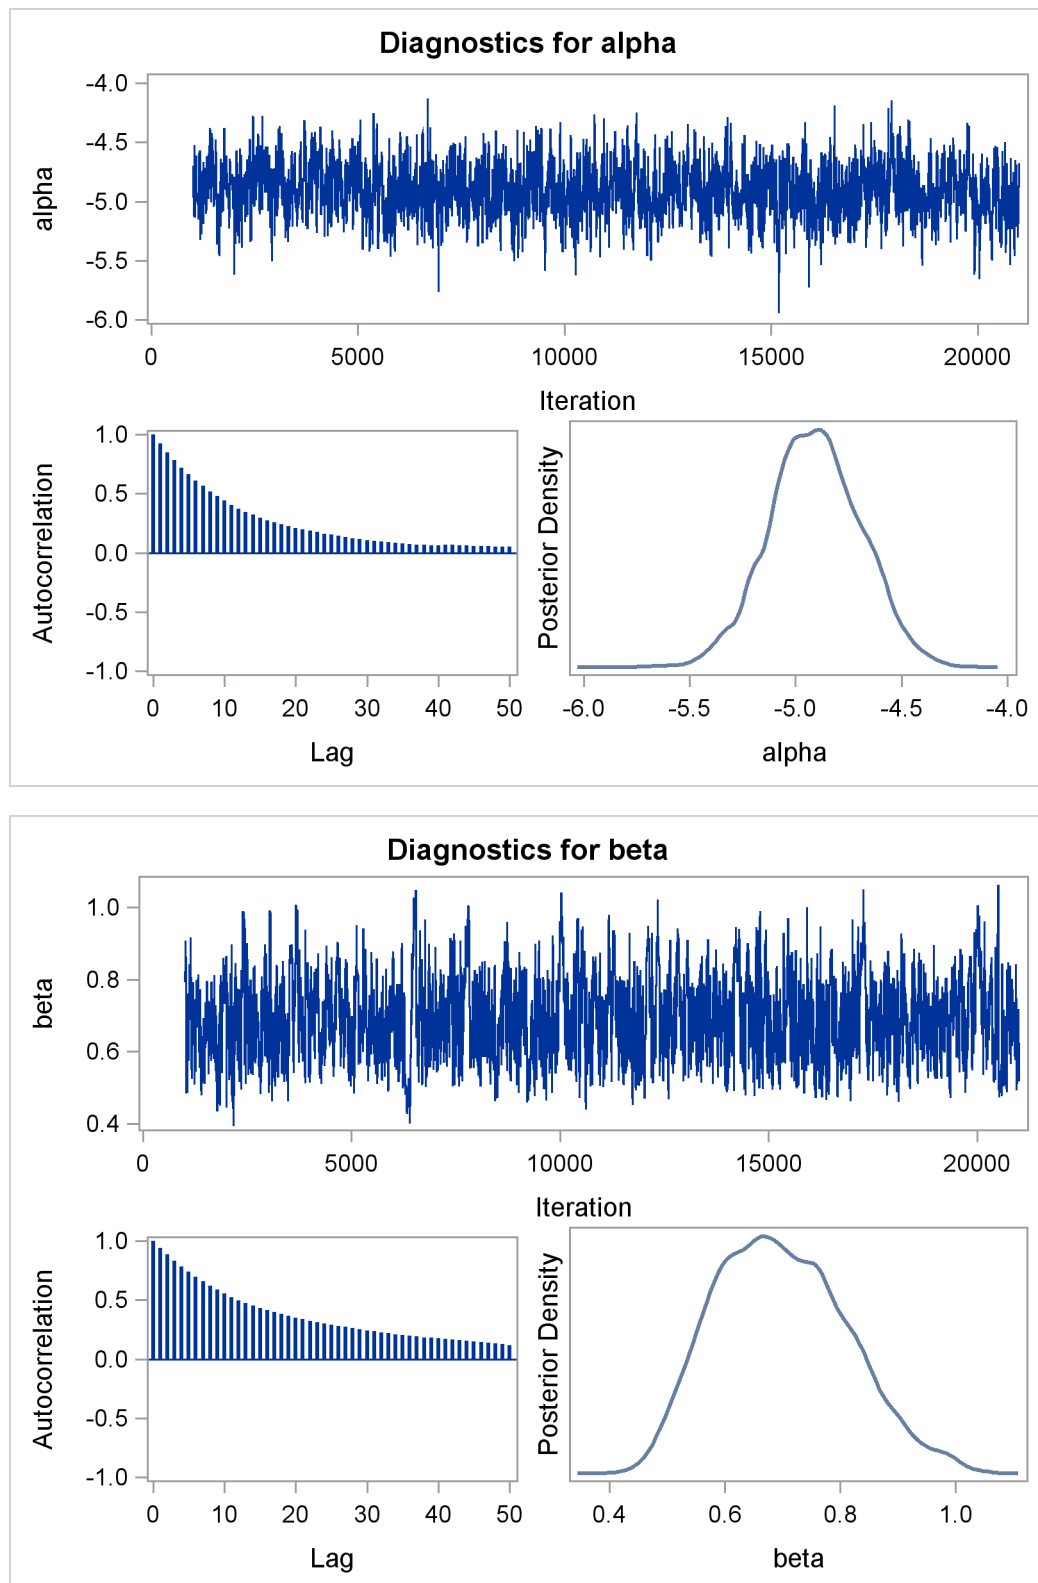 Diagnostics for alpha
alpha
-4.0
-4.5
-5.0
-5.5
-6.0
0 5000 10000 15000 20000
Iteration
Autocorrelation
1.0
0.5
0.0
-0.5
-1.0
0 10 20 30 40 50
Lag
Posterior Density
-6.0 -5.5 -5.0 -4.5 -4.0
alpha
Diagnostics for beta
beta
1.0
0.8
0.6
0.4
0 5000 10000 15000 20000
Iteration
Autocorrelation
1.0
0.5
0.0
-0.5
-1.0
0 10 20 30 40 50
Lag
Posterior Density
0.4 0.6 0.8 1.0
beta